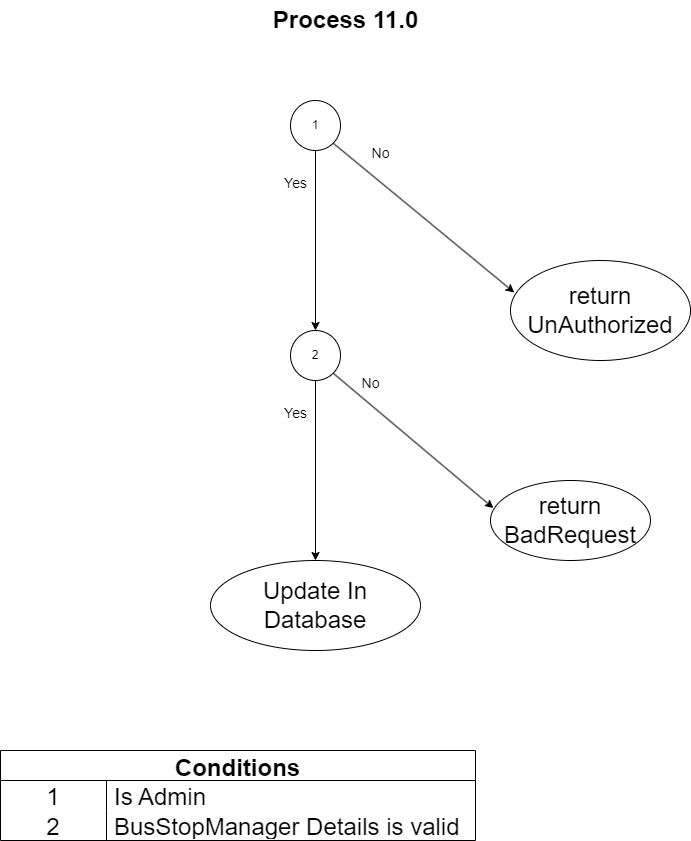 Process 11.0
1
No
Yes
return
UnAuthorized
2
No
Yes
return
BadRequest
Update In
Database
Conditions
1 Is Admin
2 BusStopManager Details is valid